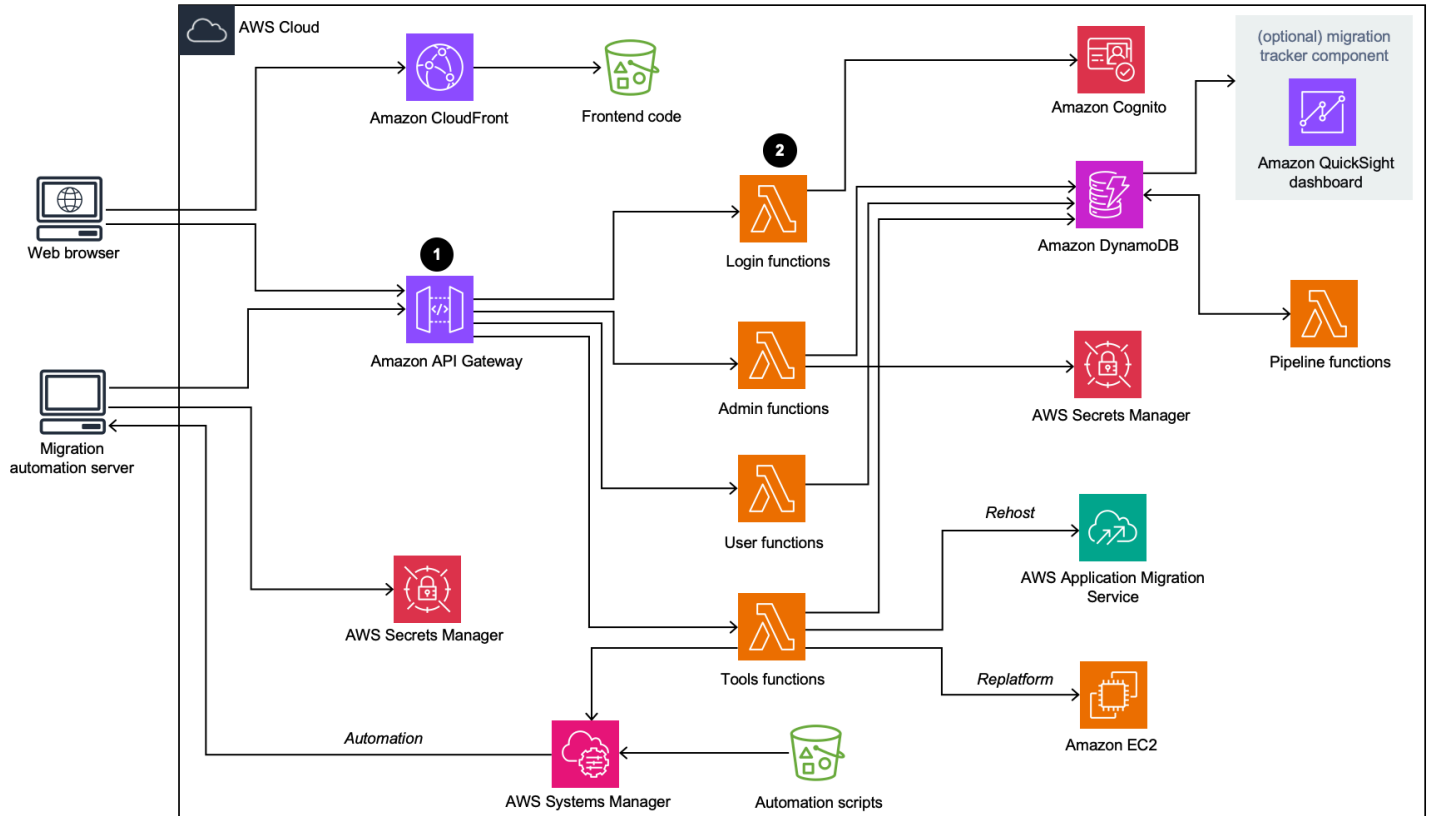 AWS Cloud
(optional) migration
tracker component
Amazon CloudFront
Frontend code
Amazon Cognito
2
Amazon QuickSight
dashboard
Web browser
1
Login functions
Amazon DynamoDB
Amazon API Gateway
Pipeline functions
Admin functions
AWS Secrets Manager
Migration
automation server
Rehost
User functions
AWS Application Migration
Service
AWS Secrets Manager
Tools functions
Replatform
Automation
Amazon EC2
AWS Systems Manager
Automation scripts